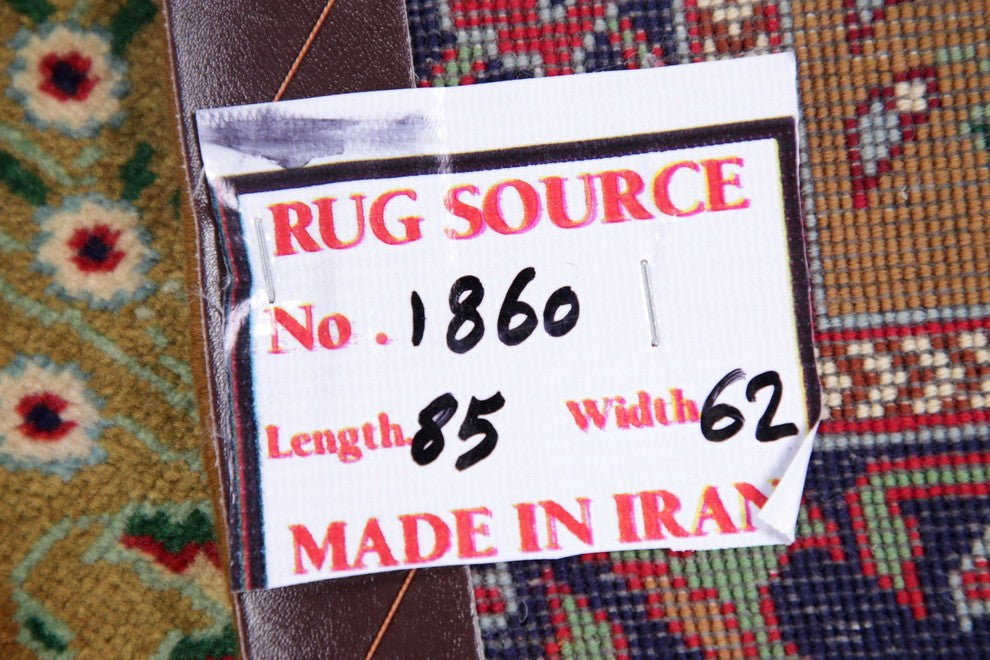 RUG SOURCE
No . 1860
Length. 85 Width 62
MADE IN IRAN